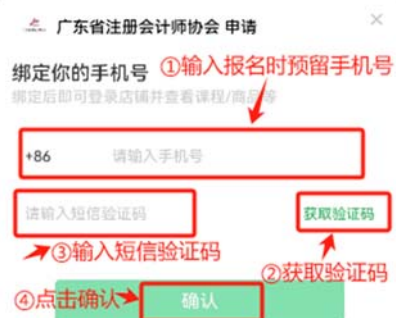 广东省注册会计师协会 申请
绑定你的手机号 ①输入报名时预留手机号
绑定后即可登录店铺并查看课程/商品等
+86 请输入手机号
请输入短信验证码 获取验证码
③输入短信验证码
②获取验证码
④点击确认 确认